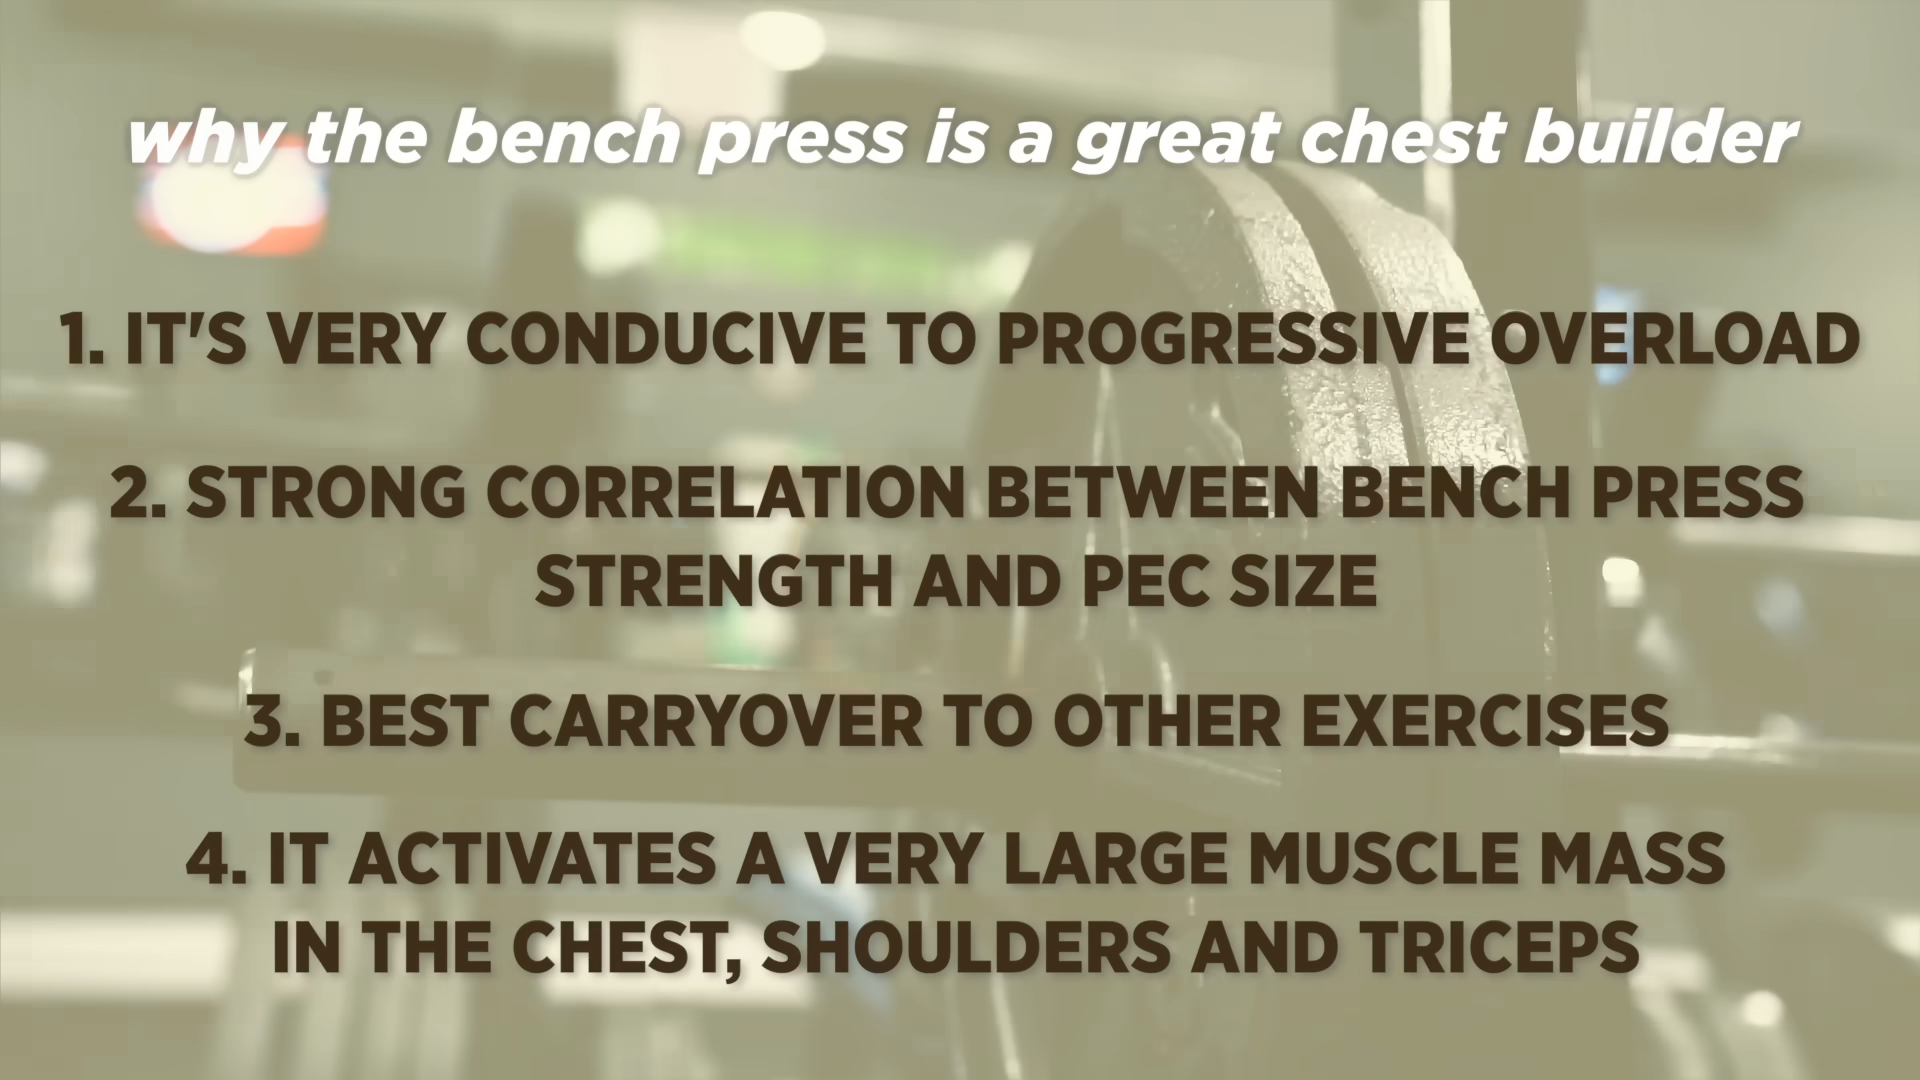 why the bench press is a great chest builder
1. IT'S VERY CONDUCIVE TO PROGRESSIVE OVERLOAD
2. STRONG CORRELATION BETWEEN BENCH PRESS
STRENGTH AND PEC SIZE
3. BEST CARRYOVER TO OTHER EXERCISES
4. IT ACTIVATES A VERY LARGE MUSCLE MASS
IN THE CHEST, SHOULDERS AND TRICEPS